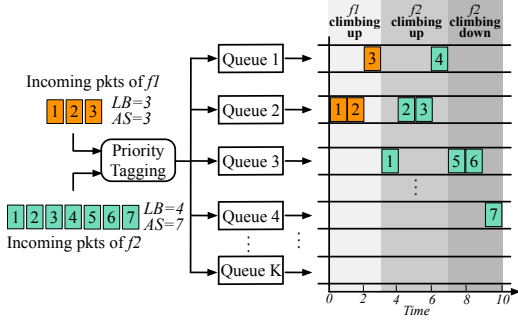 f1 climbing up
f2 climbing up
f2 climbing down
Incoming pkts of f1
1 2 3
LB=3
AS=3
Priority Tagging
1 2 3 4 5 6 7
LB=4
AS=7
Incoming pkts of f2
Queue 1
3
4
Queue 2
1 2
2 3
Queue 3
1
5 6
Queue 4
7
Queue K
0 2 4 6 8 10
Time